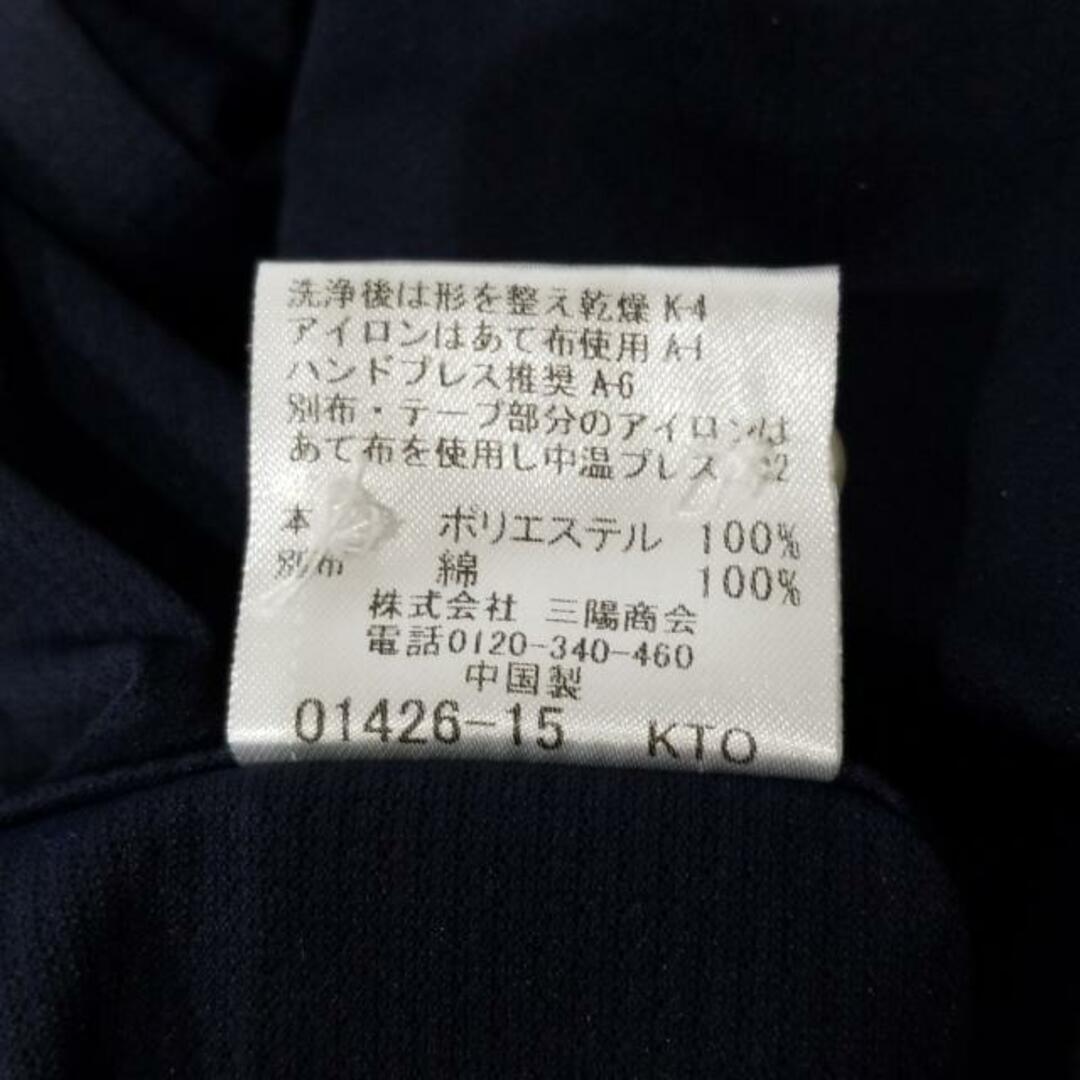 洗浄後は形を整え乾燥 K-4
アイロンはあて布使用 A-1
ハンドプレス推奨 A-6
別布・テープ部分のアイロンは
あて布を使用し中温プレス
本 ポリエステル 100%
別布 綿 100%
株式会社 三陽商会
電話0120-340-460
中国製
01426-15 KTO